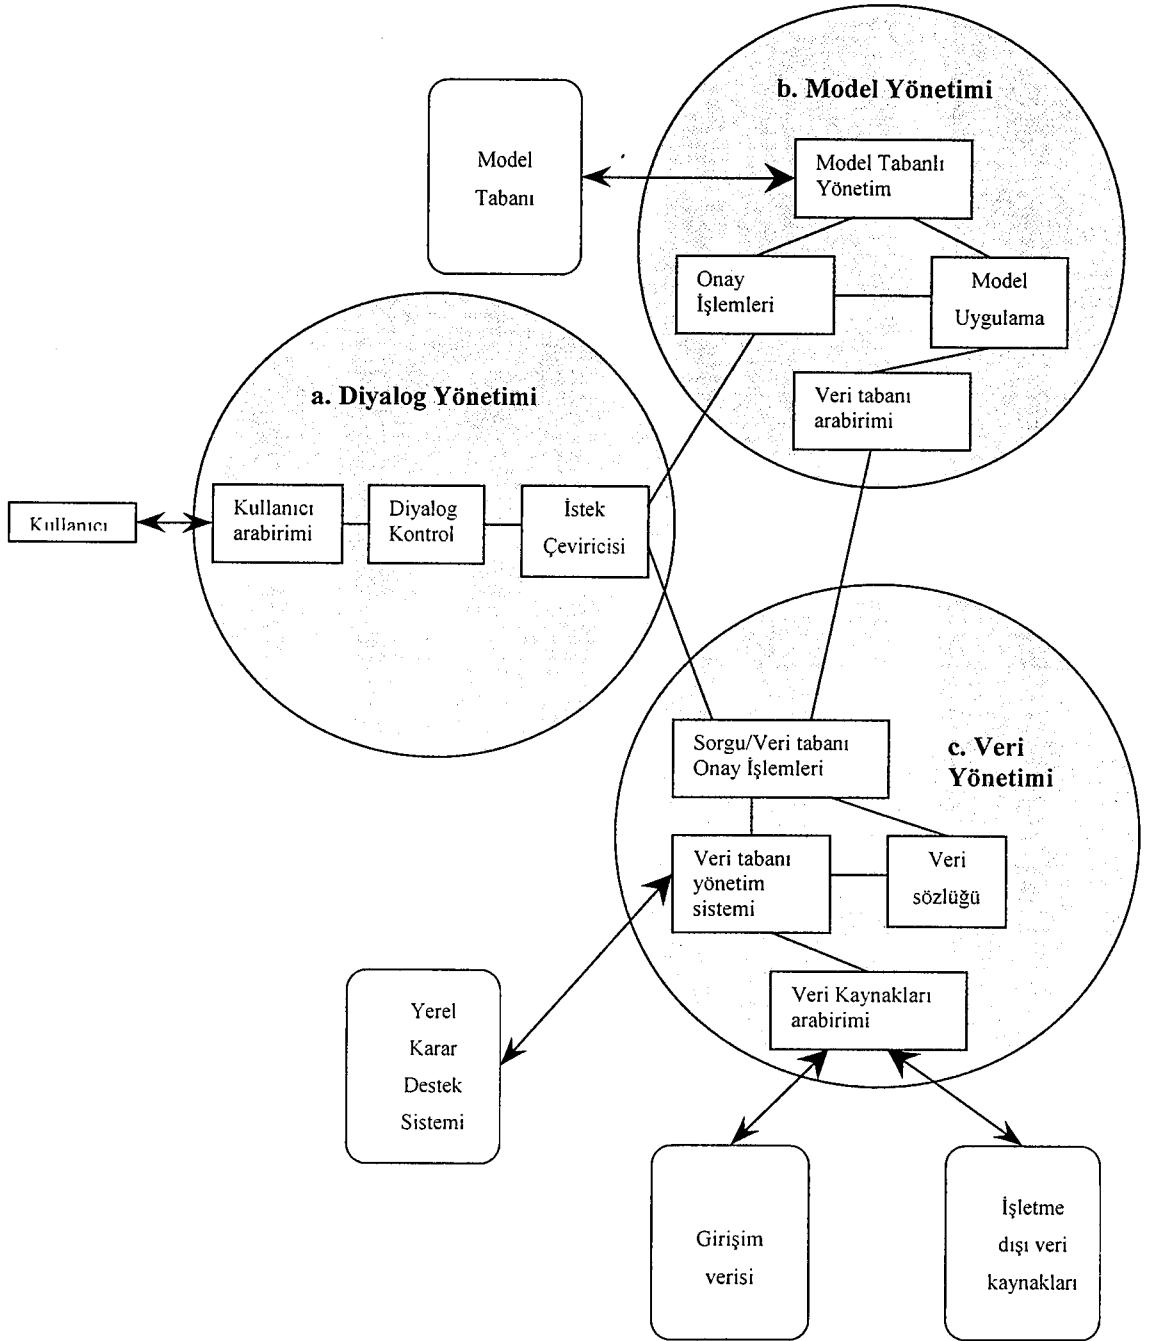 b. Model Yönetimi
Model
Tabanı
Model Tabanlı
Yönetim
Onay
İşlemleri
Model
Uygulama
Veri tabanı
arabirimi
a. Diyalog Yönetimi
Kullanıcı
Kullanıcı
arabirimi
Diyalog
Kontrol
İstek
Çeviricisi
Sorgu/Veri tabanı
Onay İşlemleri
c. Veri
Yönetimi
Veri tabanı
yönetim
sistemi
Veri
sözlüğü
Veri Kaynakları
arabirimi
Yerel
Karar
Destek
Sistemi
Girişim
verisi
İşletme
dışı veri
kaynakları